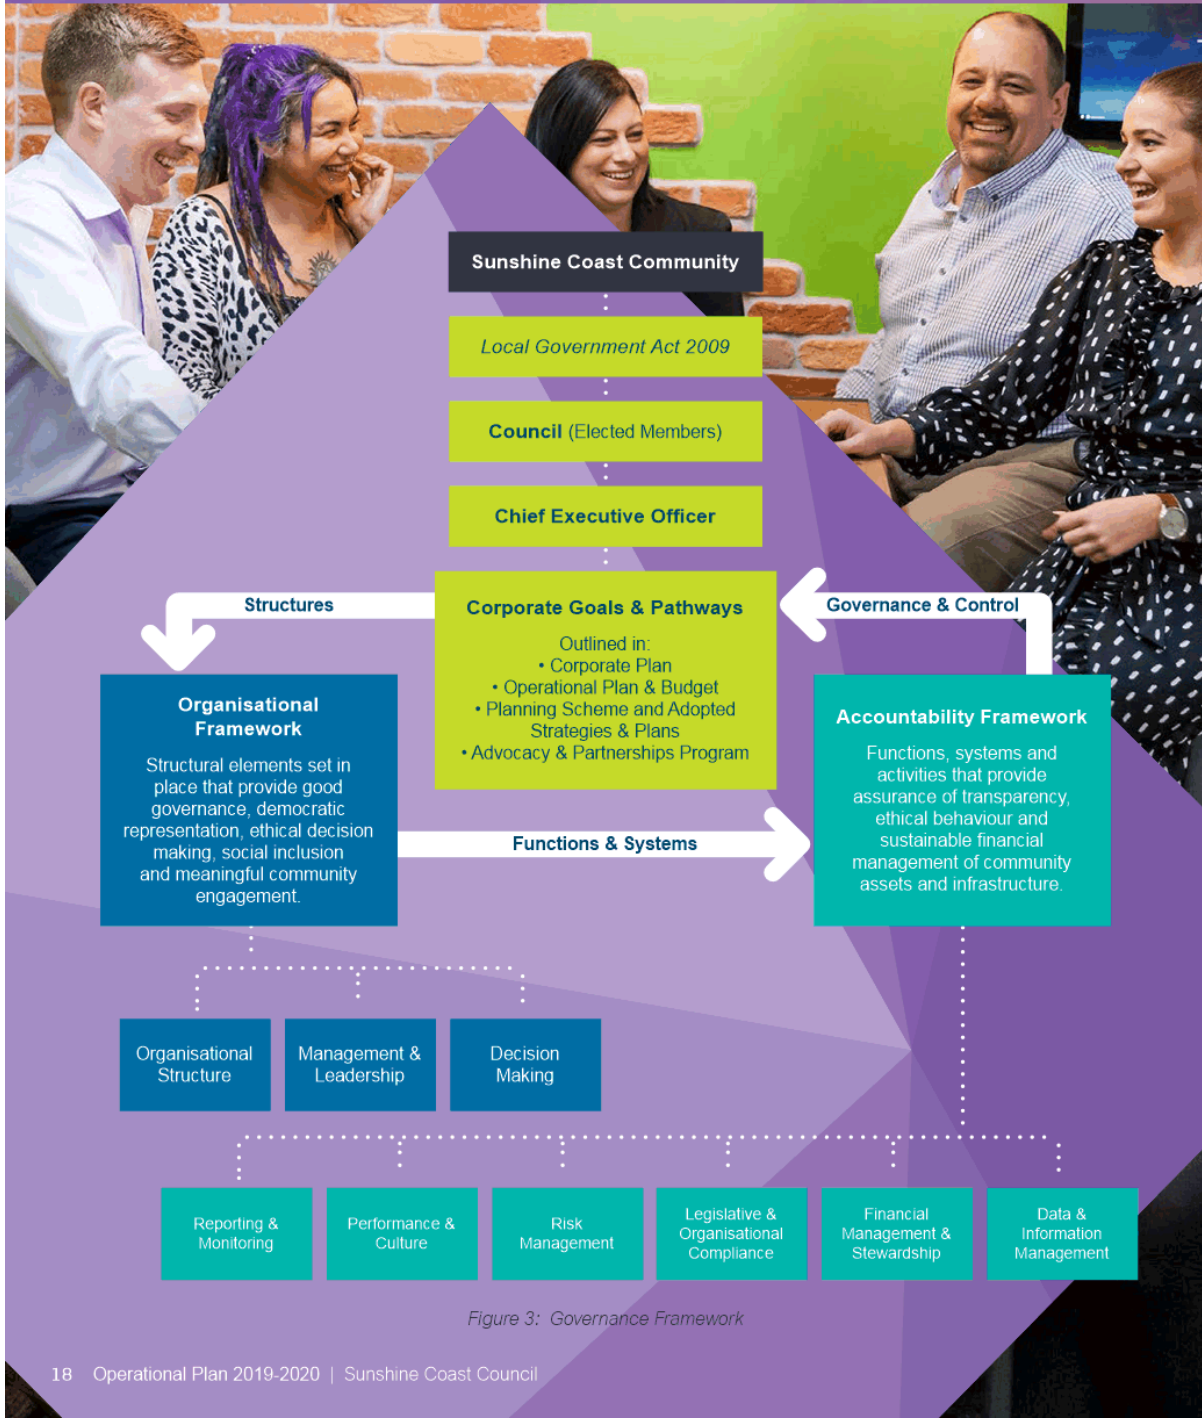 Sunshine Coast Community
Local Government Act 2009
Council (Elected Members)
Chief Executive Officer
Structures
Corporate Goals & Pathways
Outlined in:
• Corporate Plan
• Operational Plan & Budget
• Planning Scheme and Adopted
Strategies & Plans
• Advocacy & Partnerships Program
Governance & Control
Organisational
Framework
Structural elements set in
place that provide good
governance, democratic
representation, ethical decision
making, social inclusion
and meaningful community
engagement.
Functions & Systems
Accountability Framework
Functions, systems and
activities that provide
assurance of transparency,
ethical behaviour and
sustainable financial
management of community
assets and infrastructure.
Organisational
Structure
Management &
Leadership
Decision
Making
Reporting &
Monitoring
Performance &
Culture
Risk
Management
Legislative &
Organisational
Compliance
Financial
Management &
Stewardship
Data &
Information
Management
Figure 3: Governance Framework
18 Operational Plan 2019-2020 | Sunshine Coast Council